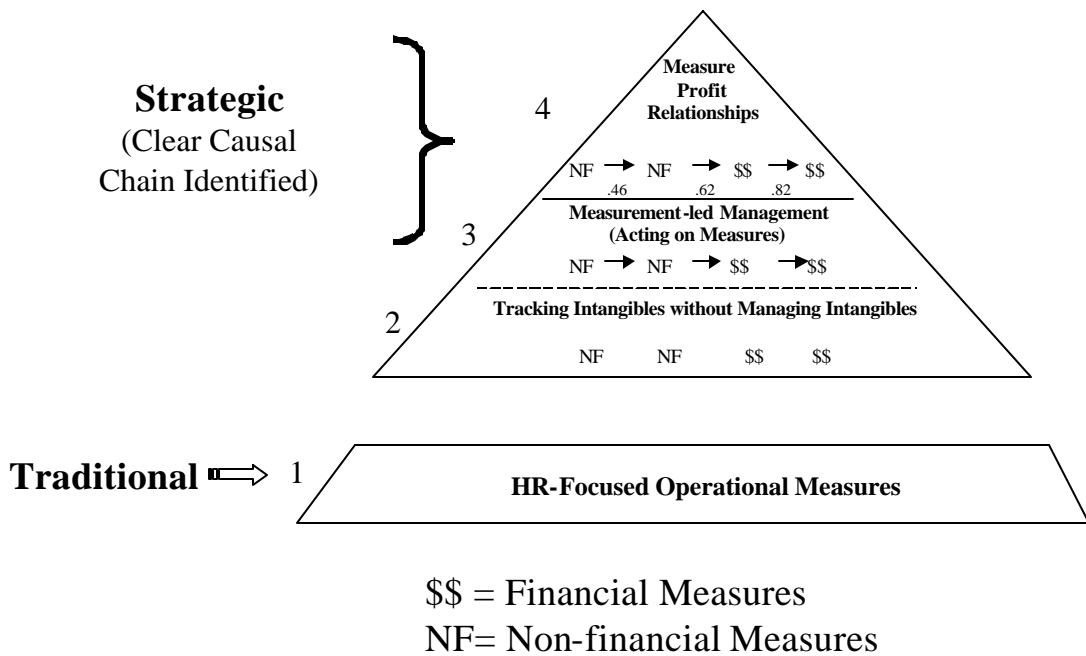 Measure
Profit
Relationships
Strategic
(Clear Causal
Chain Identified)
4
NF NF $$ $$
.46 .62 .82
Measurement-led Management
(Acting on Measures)
3
NF NF $$ $$
Tracking Intangibles without Managing Intangibles
2
NF NF $$ $$
Traditional 1
HR-Focused Operational Measures
$$ = Financial Measures
NF= Non-financial Measures